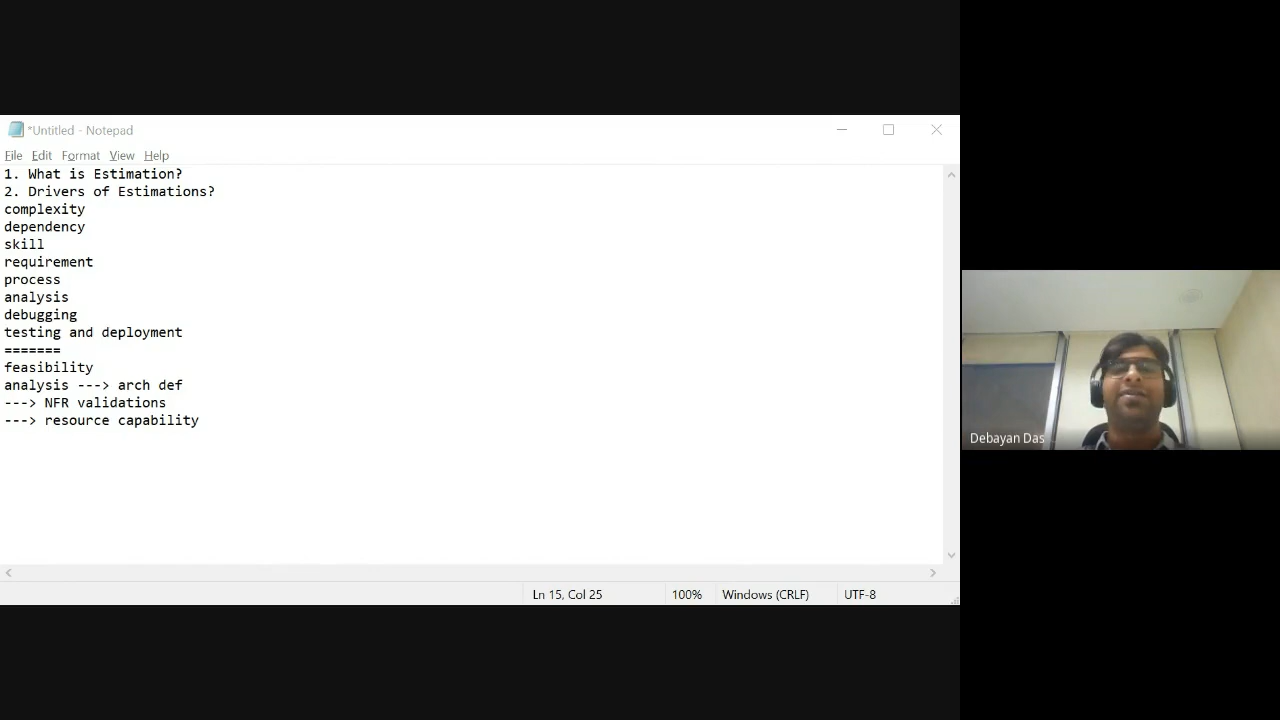 *Untitled - Notepad
File Edit Format View Help
1. What is Estimation?
2. Drivers of Estimations?
complexity
dependency
skill
requirement
process
analysis
debugging
testing and deployment
=======
feasibility
analysis ---> arch def
---> NFR validations
---> resource capability
Ln 15, Col 25 100% Windows (CRLF) UTF-8
Debayan Das